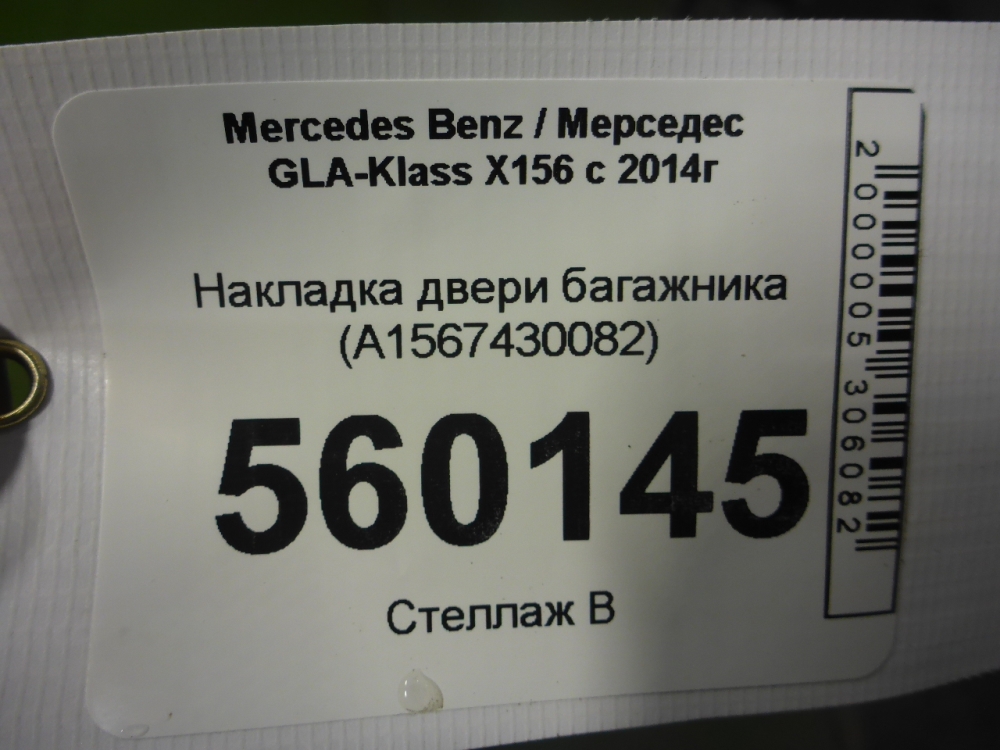 Mercedes Benz / Мерседес
GLA-Klass X156 с 2014г
Накладка двери багажника
(A1567430082)
560145
Стеллаж В
2000005306082